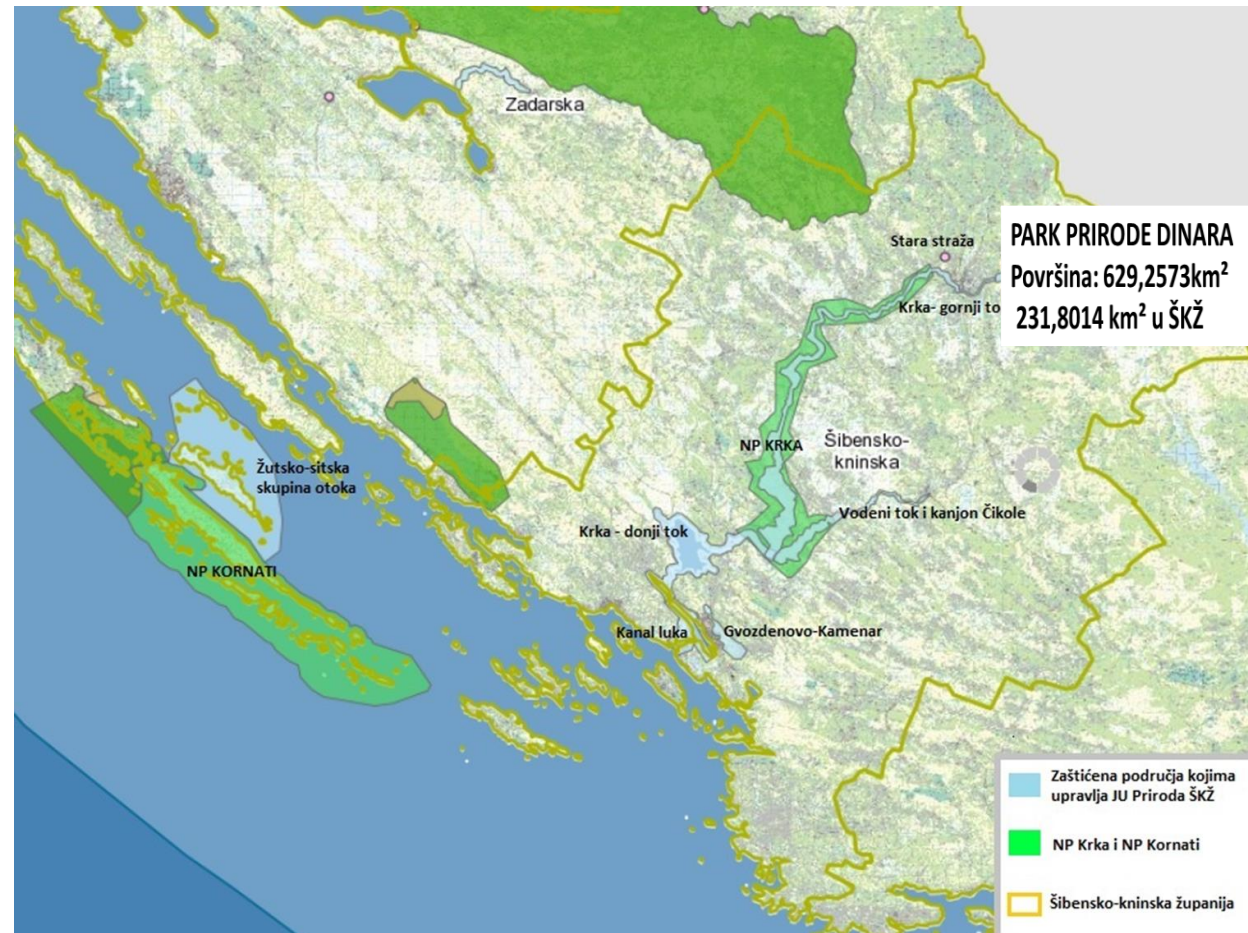 Zadarska
Stara straža
PARK PRIRODE DINARA
Površina: 629,2573km²
231,8014 km² u ŠKŽ
Krka- gornji to
NP KRKA
Šibensko-
kninska
Žutsko-sitska
skupina otoka
Vodeni tok i kanjon Čikole
Krka - donji tok
NP KORNATI
Kanal luka
Gvozdenovo-Kamenar
Zaštićena područja kojima
upravlja JU Priroda ŠKŽ
NP Krka i NP Kornati
Šibensko-kninska županija